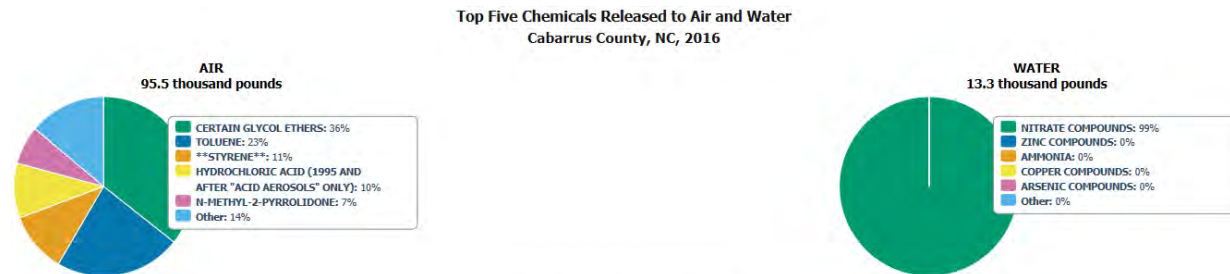 Top Five Chemicals Released to Air and Water
Cabarrus County, NC, 2016
AIR
95.5 thousand pounds
CERTAIN GLYCOL ETHERS: 36%
TOLUENE: 23%
**STYRENE**: 11%
HYDROCHLORIC ACID (1995 AND
AFTER "ACID AEROSOLS" ONLY): 10%
N-METHYL-2-PYRROLIDONE: 7%
Other: 14%
WATER
13.3 thousand pounds
NITRATE COMPOUNDS: 99%
ZINC COMPOUNDS: 0%
AMMONIA: 0%
COPPER COMPOUNDS: 0%
ARSENIC COMPOUNDS: 0%
Other: 0%